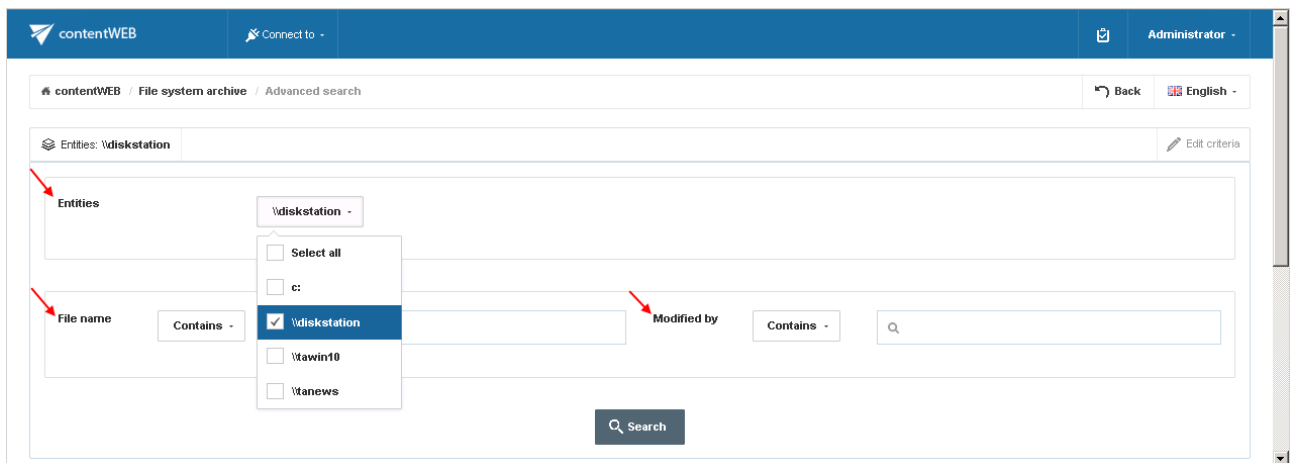 contentWEB Connect to Administrator
contentWEB / File system archive / Advanced search Back English
Entities: \\diskstation Edit criteria
Entities \\diskstation
Select all
c:
File name Contains \\diskstation Modified by Contains
\\tawin10
\\tanews
Search